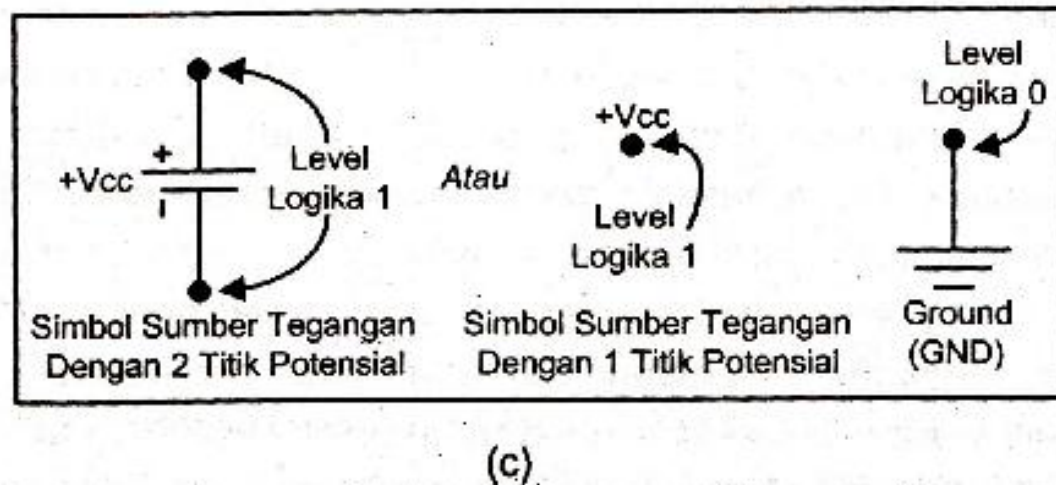 +Vcc
+
-
Level
Logika 1
Simbol Sumber Tegangan
Dengan 2 Titik Potensial
Atau
+Vcc
Level
Logika 1
Simbol Sumber Tegangan
Dengan 1 Titik Potensial
Level
Logika 0
Ground
(GND)
(c)